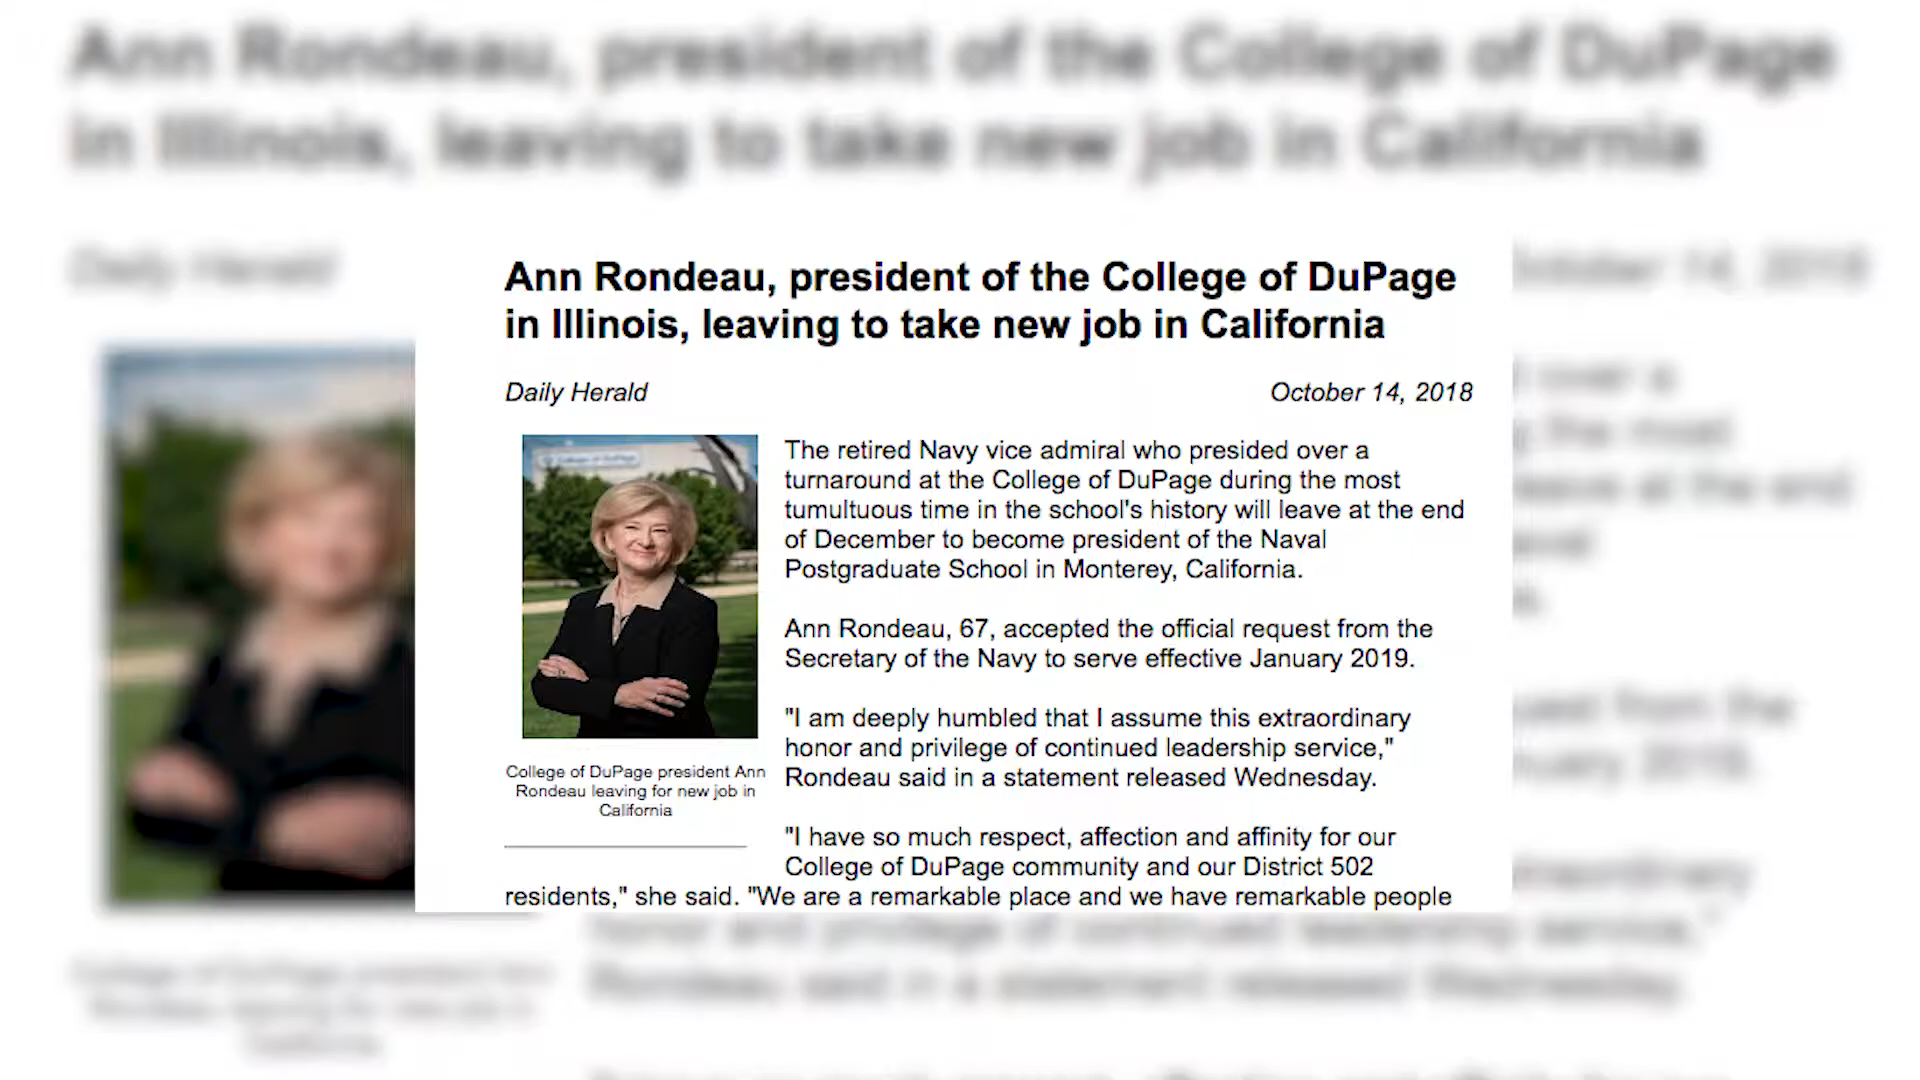 Ann Rondeau, president of the College of DuPage
in Illinois, leaving to take new job in California
Daily Herald
October 14, 2018
The retired Navy vice admiral who presided over a
turnaround at the College of DuPage during the most
tumultuous time in the school's history will leave at the end
of December to become president of the Naval
Postgraduate School in Monterey, California.
Ann Rondeau, 67, accepted the official request from the
Secretary of the Navy to serve effective January 2019.
"I am deeply humbled that I assume this extraordinary
honor and privilege of continued leadership service,"
Rondeau said in a statement released Wednesday.
"I have so much respect, affection and affinity for our
College of DuPage community and our District 502
residents," she said. "We are a remarkable place and we have remarkable people
College of DuPage president Ann
Rondeau leaving for new job in
California